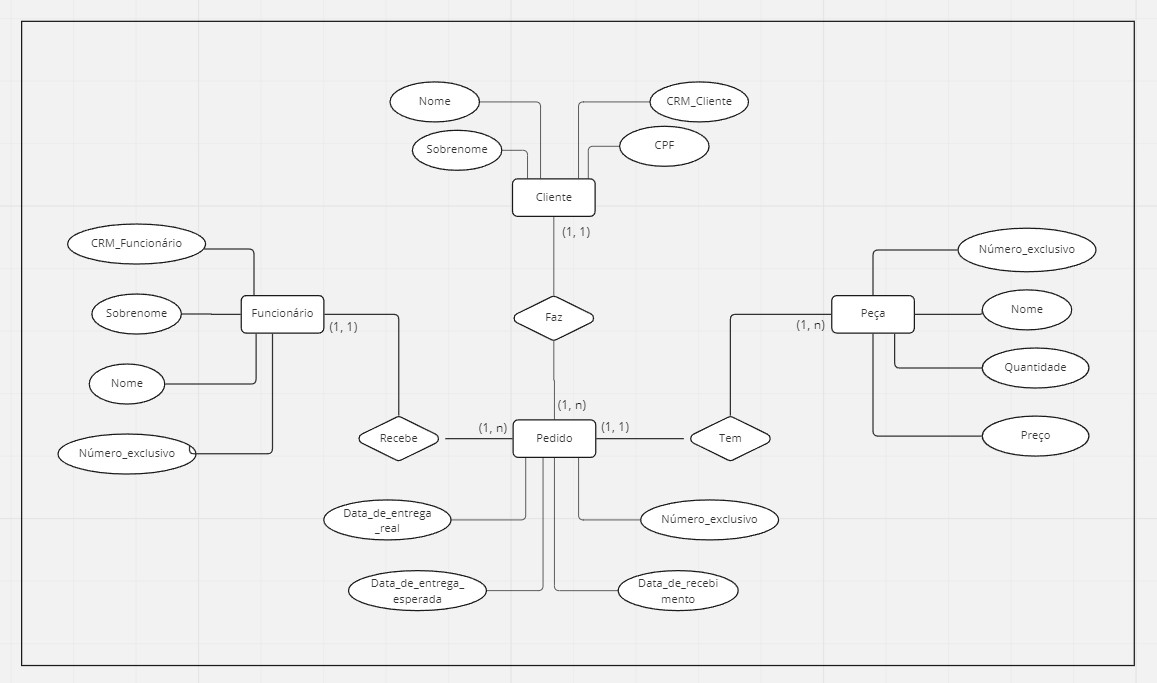 Nome
CRM_Cliente
Sobrenome
CPF
Cliente
(1, 1)
CRM_Funcionário
Número_exclusivo
Sobrenome
Funcionário
(1, 1)
Faz
(1, n)
Peça
Nome
Quantidade
Nome
(1, n)
Recebe
(1, n)
Pedido
(1, 1)
Tem
Preço
Número_exclusivo
Data_de_entrega
_real
Número_exclusivo
Data_de_entrega_
esperada
Data_de_recebi
mento